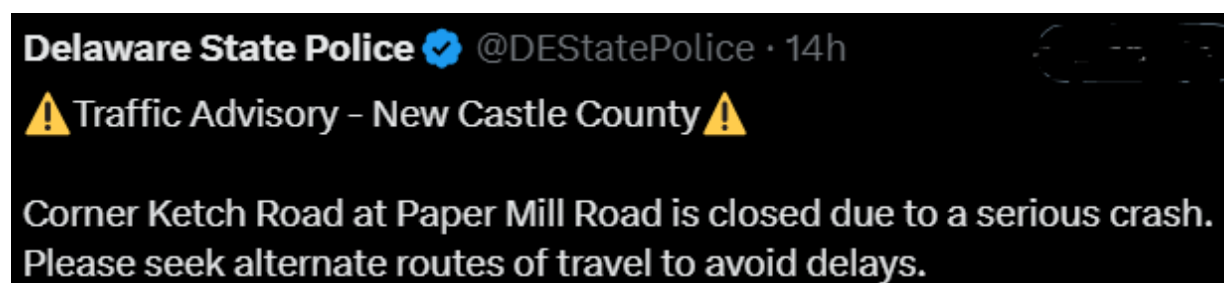 Delaware State Police @DEStatePolice · 14h
⚠️Traffic Advisory – New Castle County⚠️
Corner Ketch Road at Paper Mill Road is closed due to a serious crash.
Please seek alternate routes of travel to avoid delays.